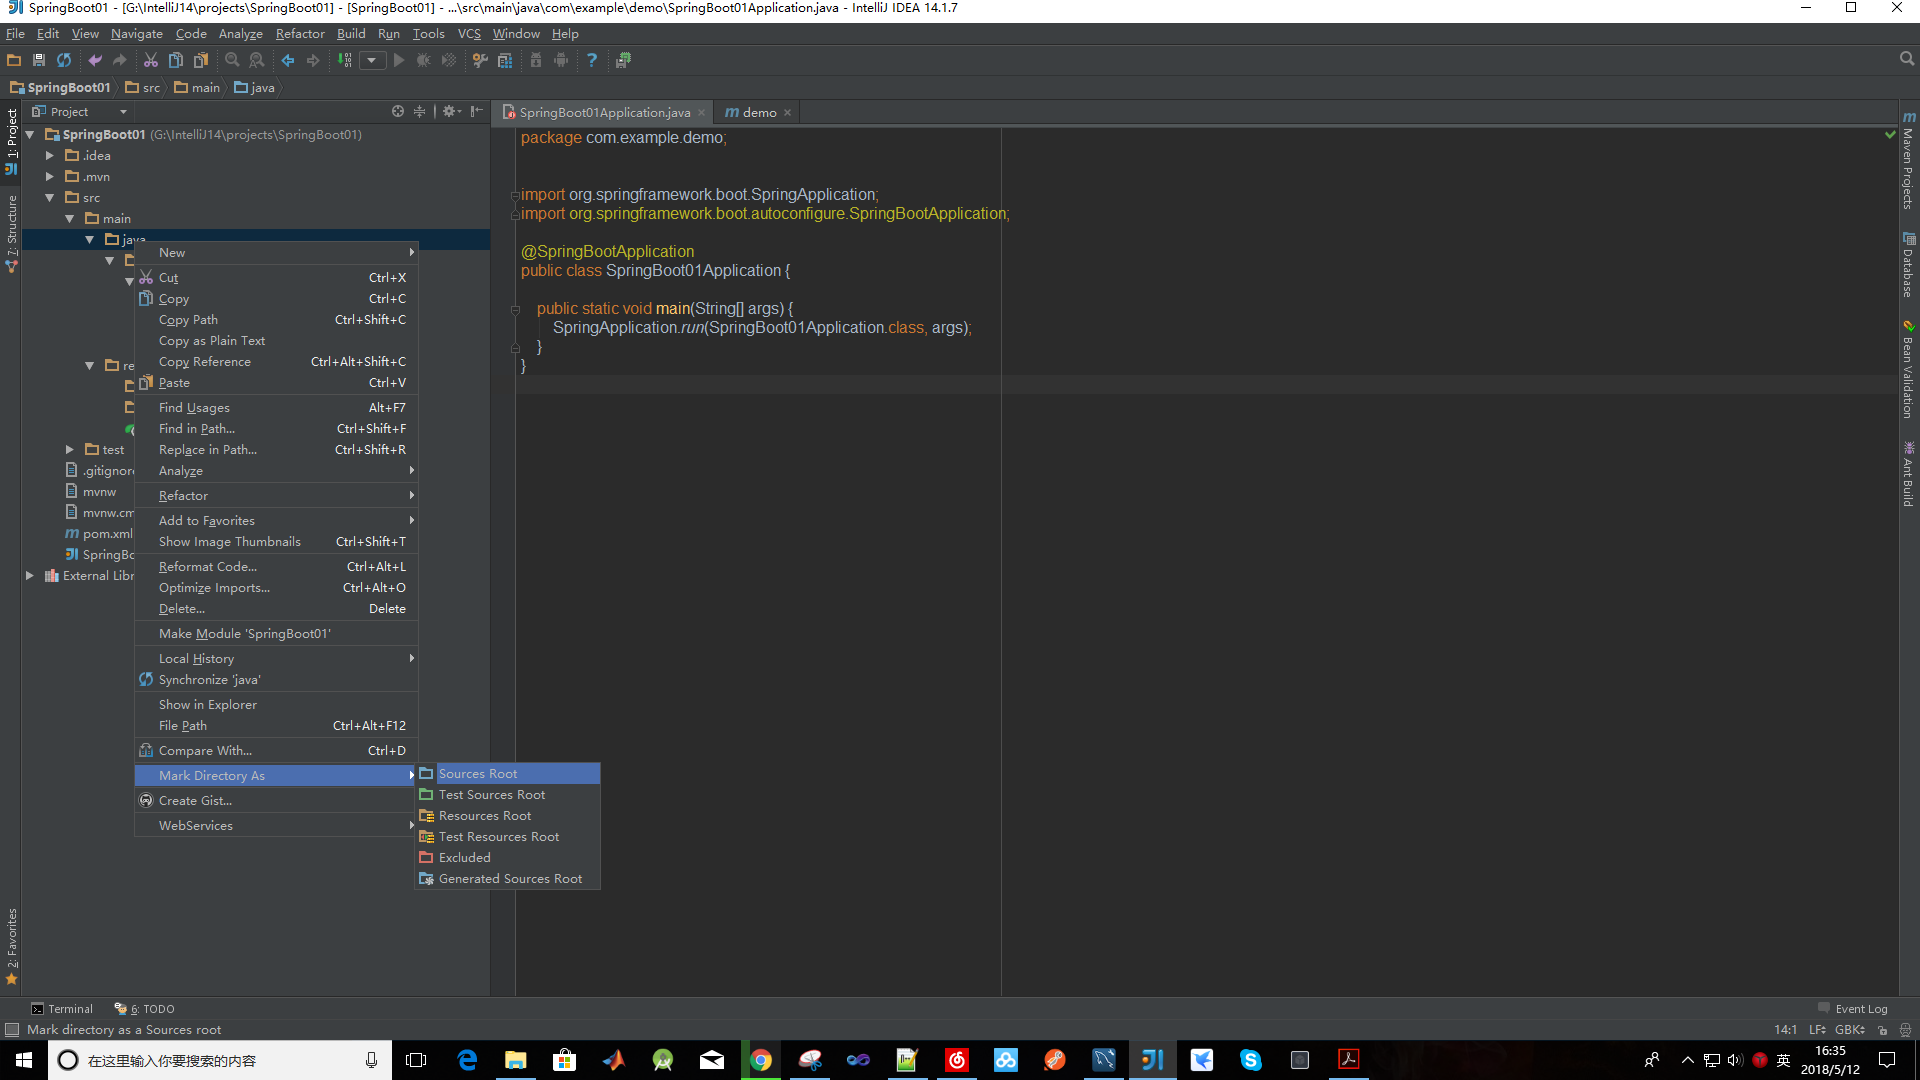 SpringBoot01 - [G:\IntelliJ14\projects\SpringBoot01] - [SpringBoot01] - ...\src\main\java\com\example\demo\SpringBoot01Application.java - IntelliJ IDEA 14.1.7
File Edit View Navigate Code Analyze Refactor Build Run Tools VCS Window Help
SpringBoot01 src main java
Project
SpringBoot01Application.java
demo
SpringBoot01 (G:\IntelliJ14\projects\SpringBoot01)
.idea
.mvn
src
main
java
re
test
.gitignore
mvnw
mvnw.cm
pom.xml
SpringBo
External Libr
New
Cut Ctrl+X
Copy Ctrl+C
Copy Path Ctrl+Shift+C
Copy as Plain Text
Copy Reference Ctrl+Alt+Shift+C
Paste Ctrl+V
Find Usages Alt+F7
Find in Path... Ctrl+Shift+F
Replace in Path... Ctrl+Shift+R
Analyze
Refactor
Add to Favorites
Show Image Thumbnails Ctrl+Shift+T
Reformat Code... Ctrl+Alt+L
Optimize Imports... Ctrl+Alt+O
Delete... Delete
Make Module 'SpringBoot01'
Local History
Synchronize 'java'
Show in Explorer
File Path Ctrl+Alt+F12
Compare With... Ctrl+D
Mark Directory As
Create Gist...
WebServices
Sources Root
Test Sources Root
Resources Root
Test Resources Root
Excluded
Generated Sources Root
package com.example.demo;
import org.springframework.boot.SpringApplication;
import org.springframework.boot.autoconfigure.SpringBootApplication;
@SpringBootApplication
public class SpringBoot01Application {
public static void main(String[] args) {
SpringApplication.run(SpringBoot01Application.class, args);
}
}
1: Project
7: Structure
2: Favorites
Maven Projects
Database
Bean Validation
Ant Build
Terminal
6: TODO
Event Log
Mark directory as a Sources root
14:1 LF GBK
在这里输入你要搜索的内容
英
16:35
2018/5/12